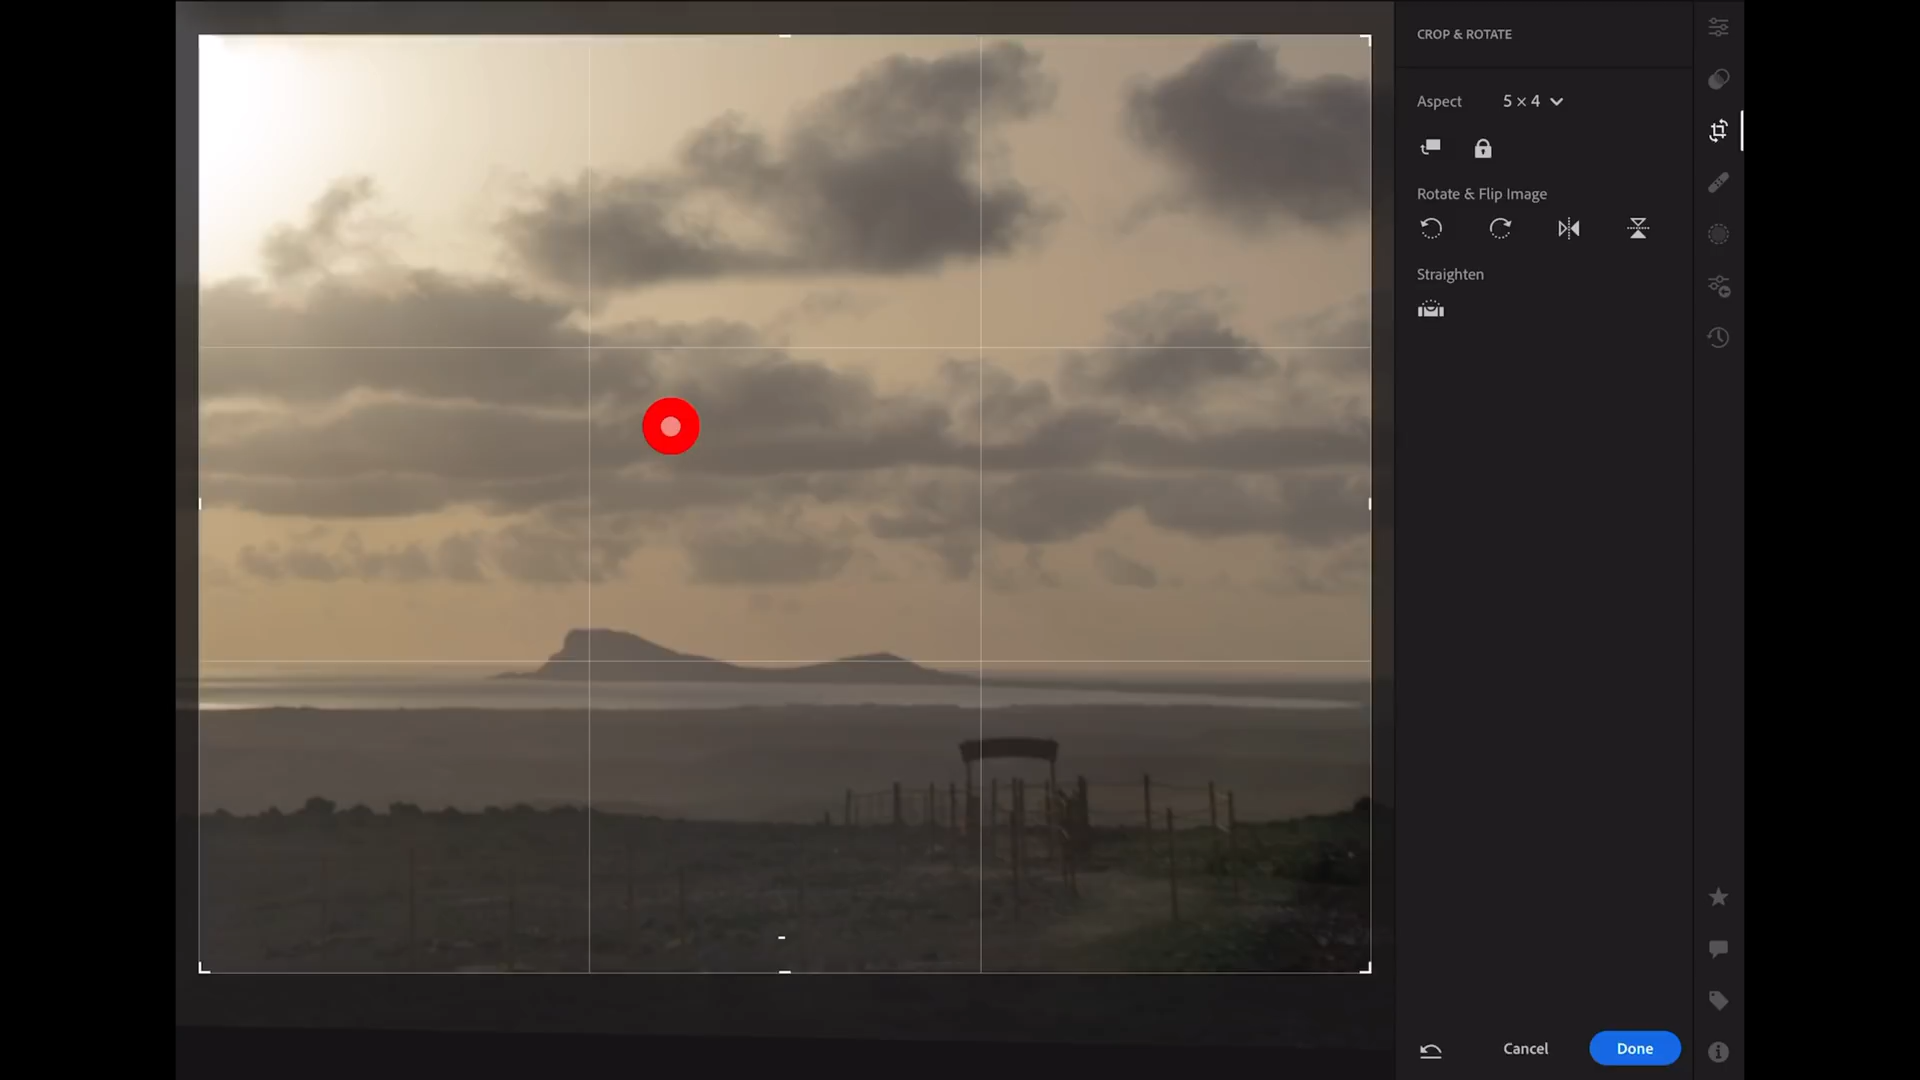 CROP & ROTATE
Aspect 5 × 4
Rotate & Flip Image
Straighten
Cancel Done